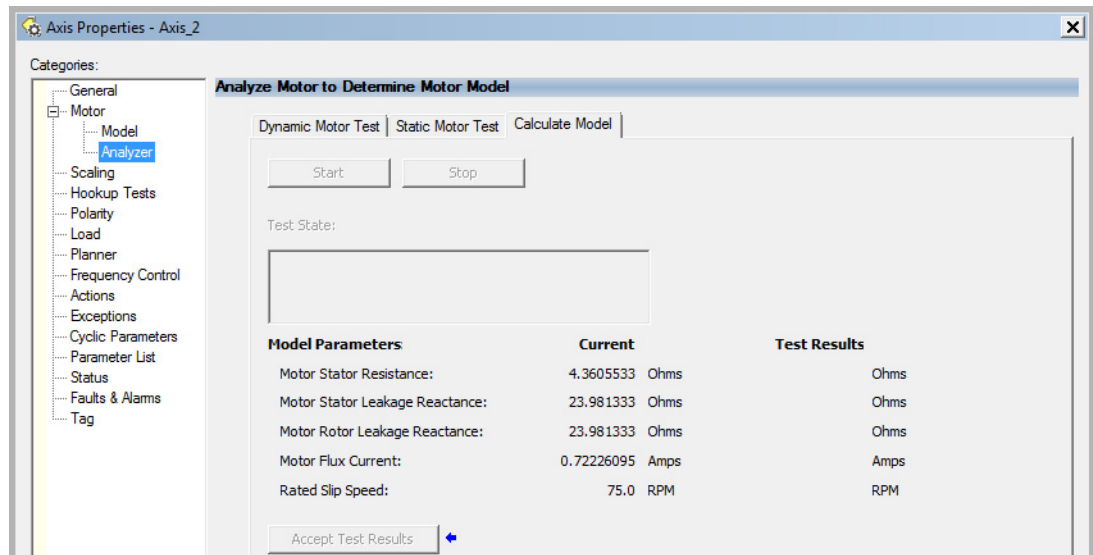 Axis Properties - Axis_2
Categories:
General
Motor
Model
Analyzer
Scaling
Hookup Tests
Polarity
Load
Planner
Frequency Control
Actions
Exceptions
Cyclic Parameters
Parameter List
Status
Faults & Alarms
Tag
Analyze Motor to Determine Motor Model
Dynamic Motor Test Static Motor Test Calculate Model
Start Stop
Test State:
Model Parameters: Current Test Results
Motor Stator Resistance: 4.3605533 Ohms Ohms
Motor Stator Leakage Reactance: 23.981333 Ohms Ohms
Motor Rotor Leakage Reactance: 23.981333 Ohms Ohms
Motor Flux Current: 0.72226095 Amps Amps
Rated Slip Speed: 75.0 RPM RPM
Accept Test Results